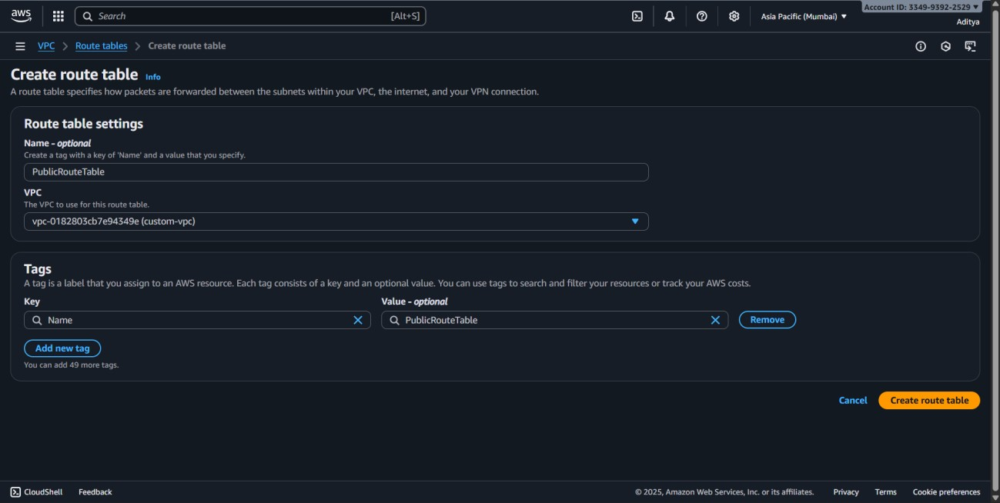 aws
Search [Alt+S]
Asia Pacific (Mumbai)
Account ID: 3349-9392-2529
Aditya
VPC > Route tables > Create route table
Create route table Info
A route table specifies how packets are forwarded between the subnets within your VPC, the internet, and your VPN connection.
Route table settings
Name - optional
Create a tag with a key of 'Name' and a value that you specify.
PublicRouteTable
VPC
The VPC to use for this route table.
vpc-0182803cb7e94349e (custom-vpc)
Tags
A tag is a label that you assign to an AWS resource. Each tag consists of a key and an optional value. You can use tags to search and filter your resources or track your AWS costs.
Key Value - optional
Name PublicRouteTable Remove
Add new tag
You can add 49 more tags.
Cancel Create route table
CloudShell Feedback © 2025, Amazon Web Services, Inc. or its affiliates. Privacy Terms Cookie preferences